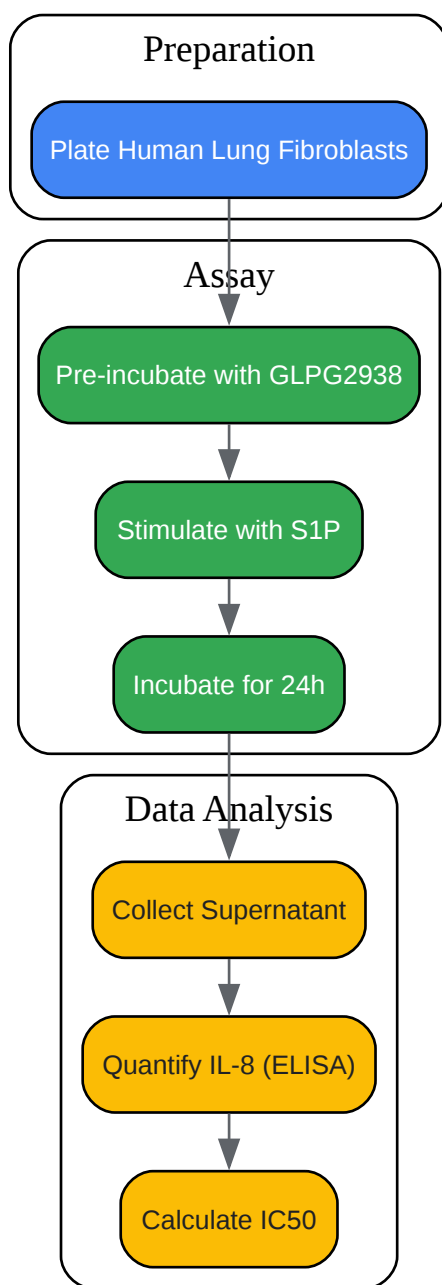 Preparation
Plate Human Lung Fibroblasts
Assay
Pre-incubate with GLPG2938
Stimulate with S1P
Incubate for 24h
Data Analysis
Collect Supernatant
Quantify IL-8 (ELISA)
Calculate IC50